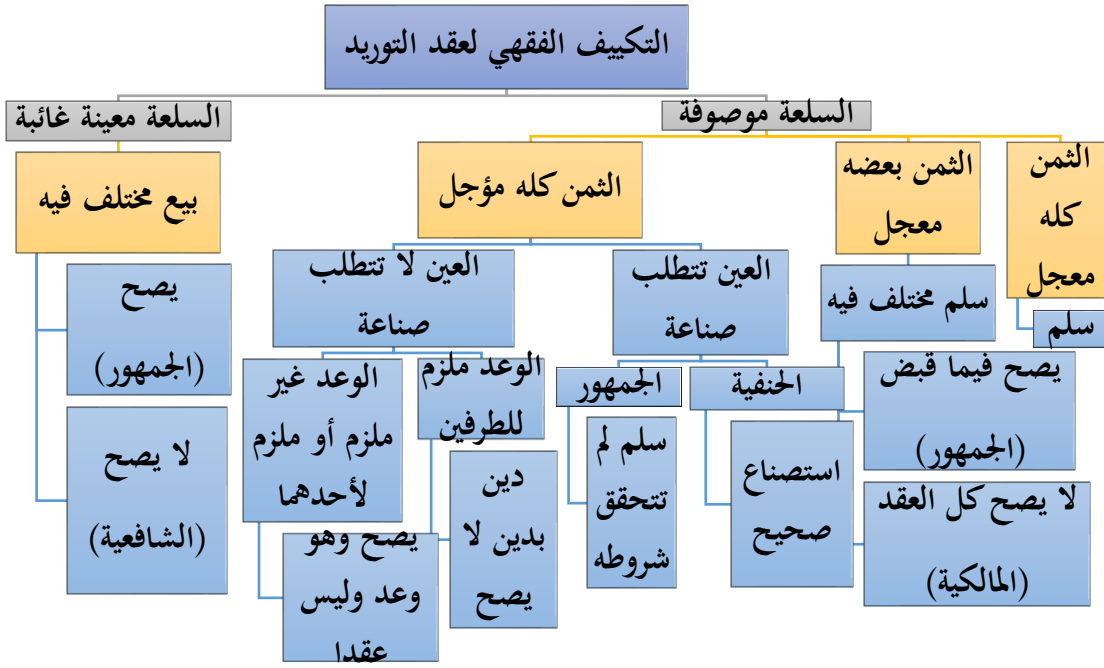 التكييف الفقهي لعقد التوريد
السلعة موصوفة
السلعة معينة غائبة
الثمن
كله
معجل
سلم
الثمن بعضه
معجل
سلم مختلف فيه
يصح فيما قبض
(الجمهور)
لا يصح كل العقد
(المالكية)
الثمن كله مؤجل
العين تتطلب
صناعة
الحنفية
استصناع
صحيح
الجمهور
سلم لم
تتحقق
شروطه
العين لا تتطلب
صناعة
الوعد ملزم
للطرفين
دين
بدين لا
يصح
الوعد غير
ملزم أو ملزم
لأحدهما
يصح وهو
وعد وليس
عقدا
بيع مختلف فيه
يصح
(الجمهور)
لا يصح
(الشافعية)